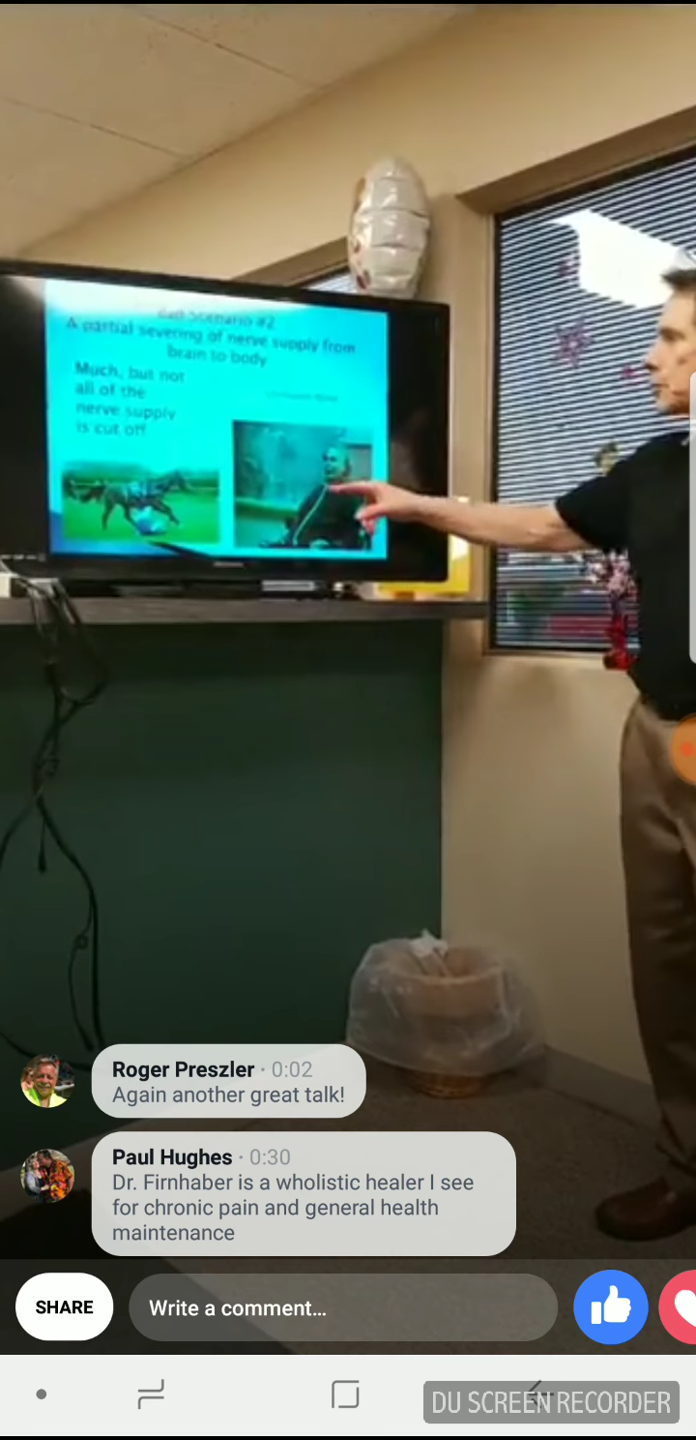 A partial severing of nerve supply from
brain to body
Much, but not
all of the
nerve supply
is cut off
Roger Preszler · 0:02
Again another great talk!
Paul Hughes · 0:30
Dr. Firnhaber is a wholistic healer I see
for chronic pain and general health
maintenance
SHARE
Write a comment...
DU SCREEN RECORDER